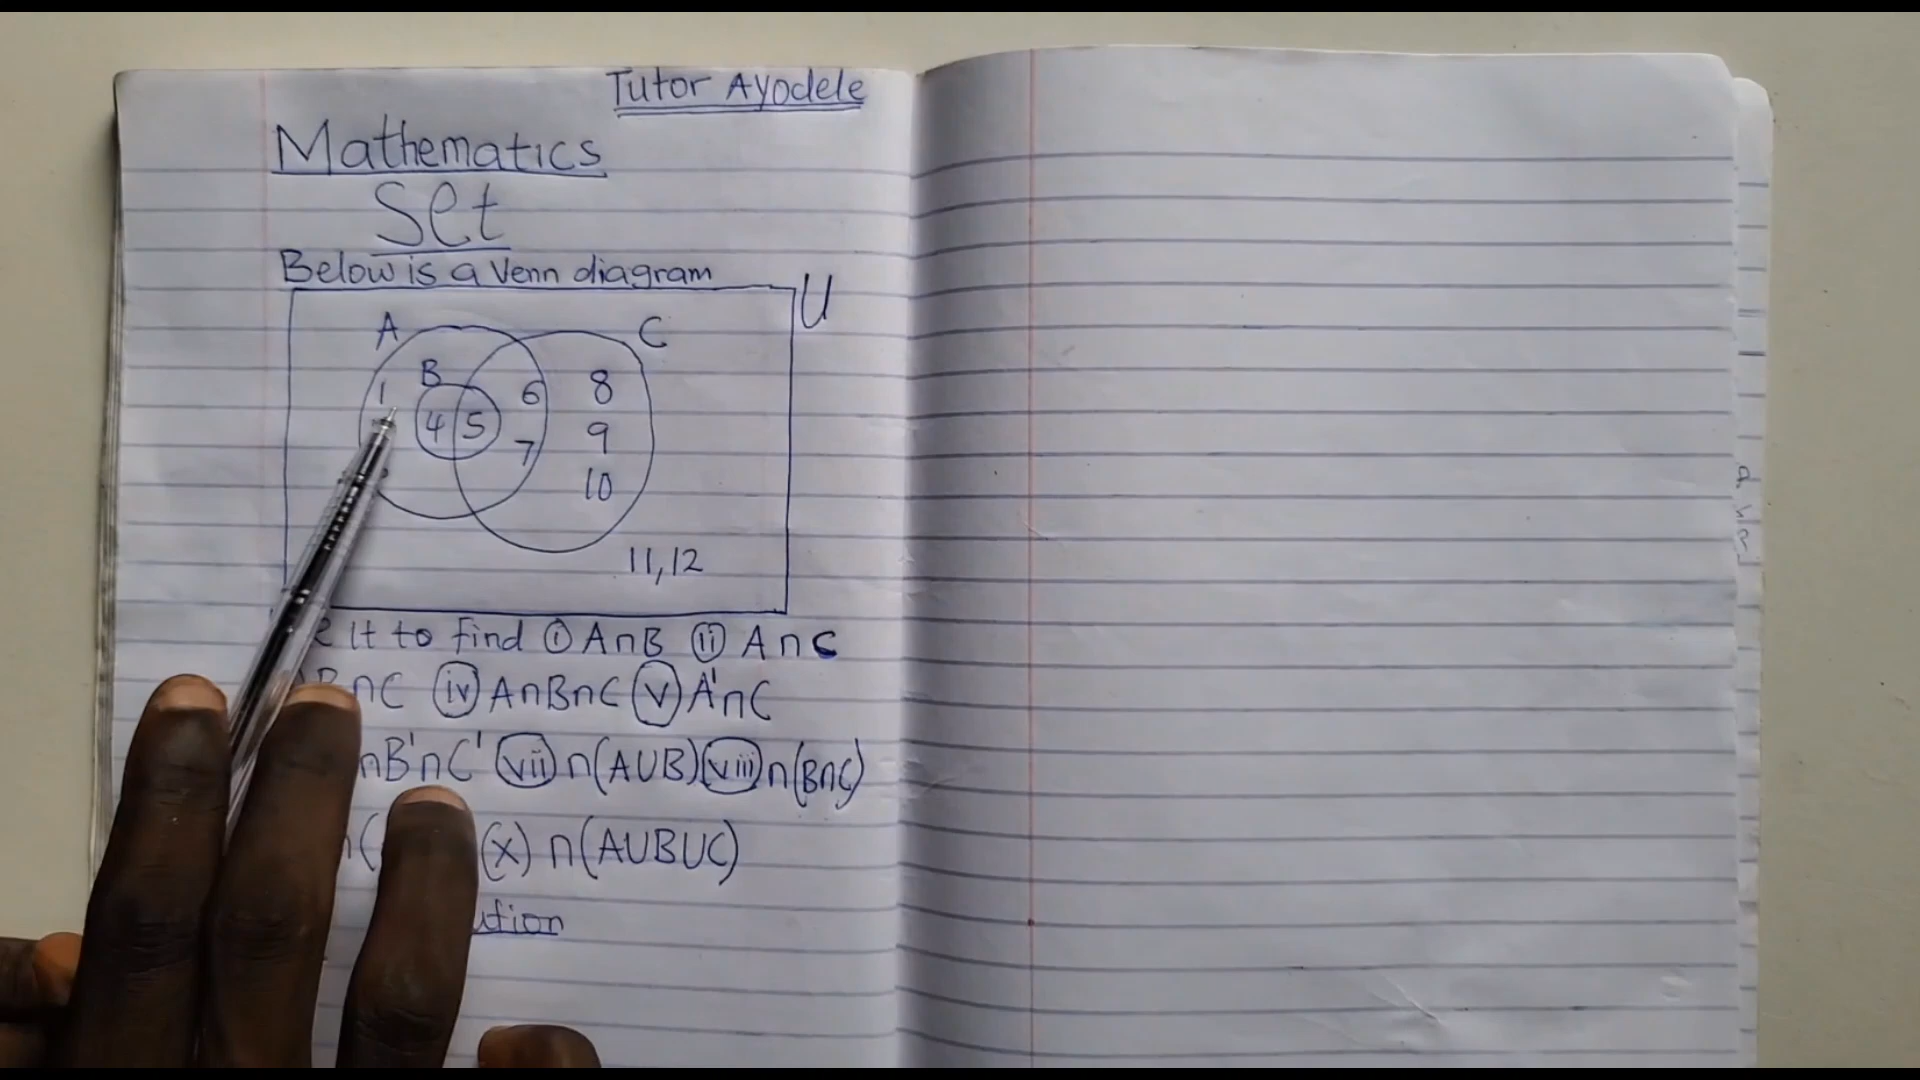 Tutor Ayodele
Mathematics
Set
Below is a Venn diagram
U
A C
B
1 6 8
4 5 9
7
10
11,12
It to find (i) A∩B (ii) A∩C
B∩C (iv) A∩B∩C (v) A'∩C
∩B'∩C' (vii) n(AUB) (viii) n(B∩C)
n( (x) n(AUBUC)